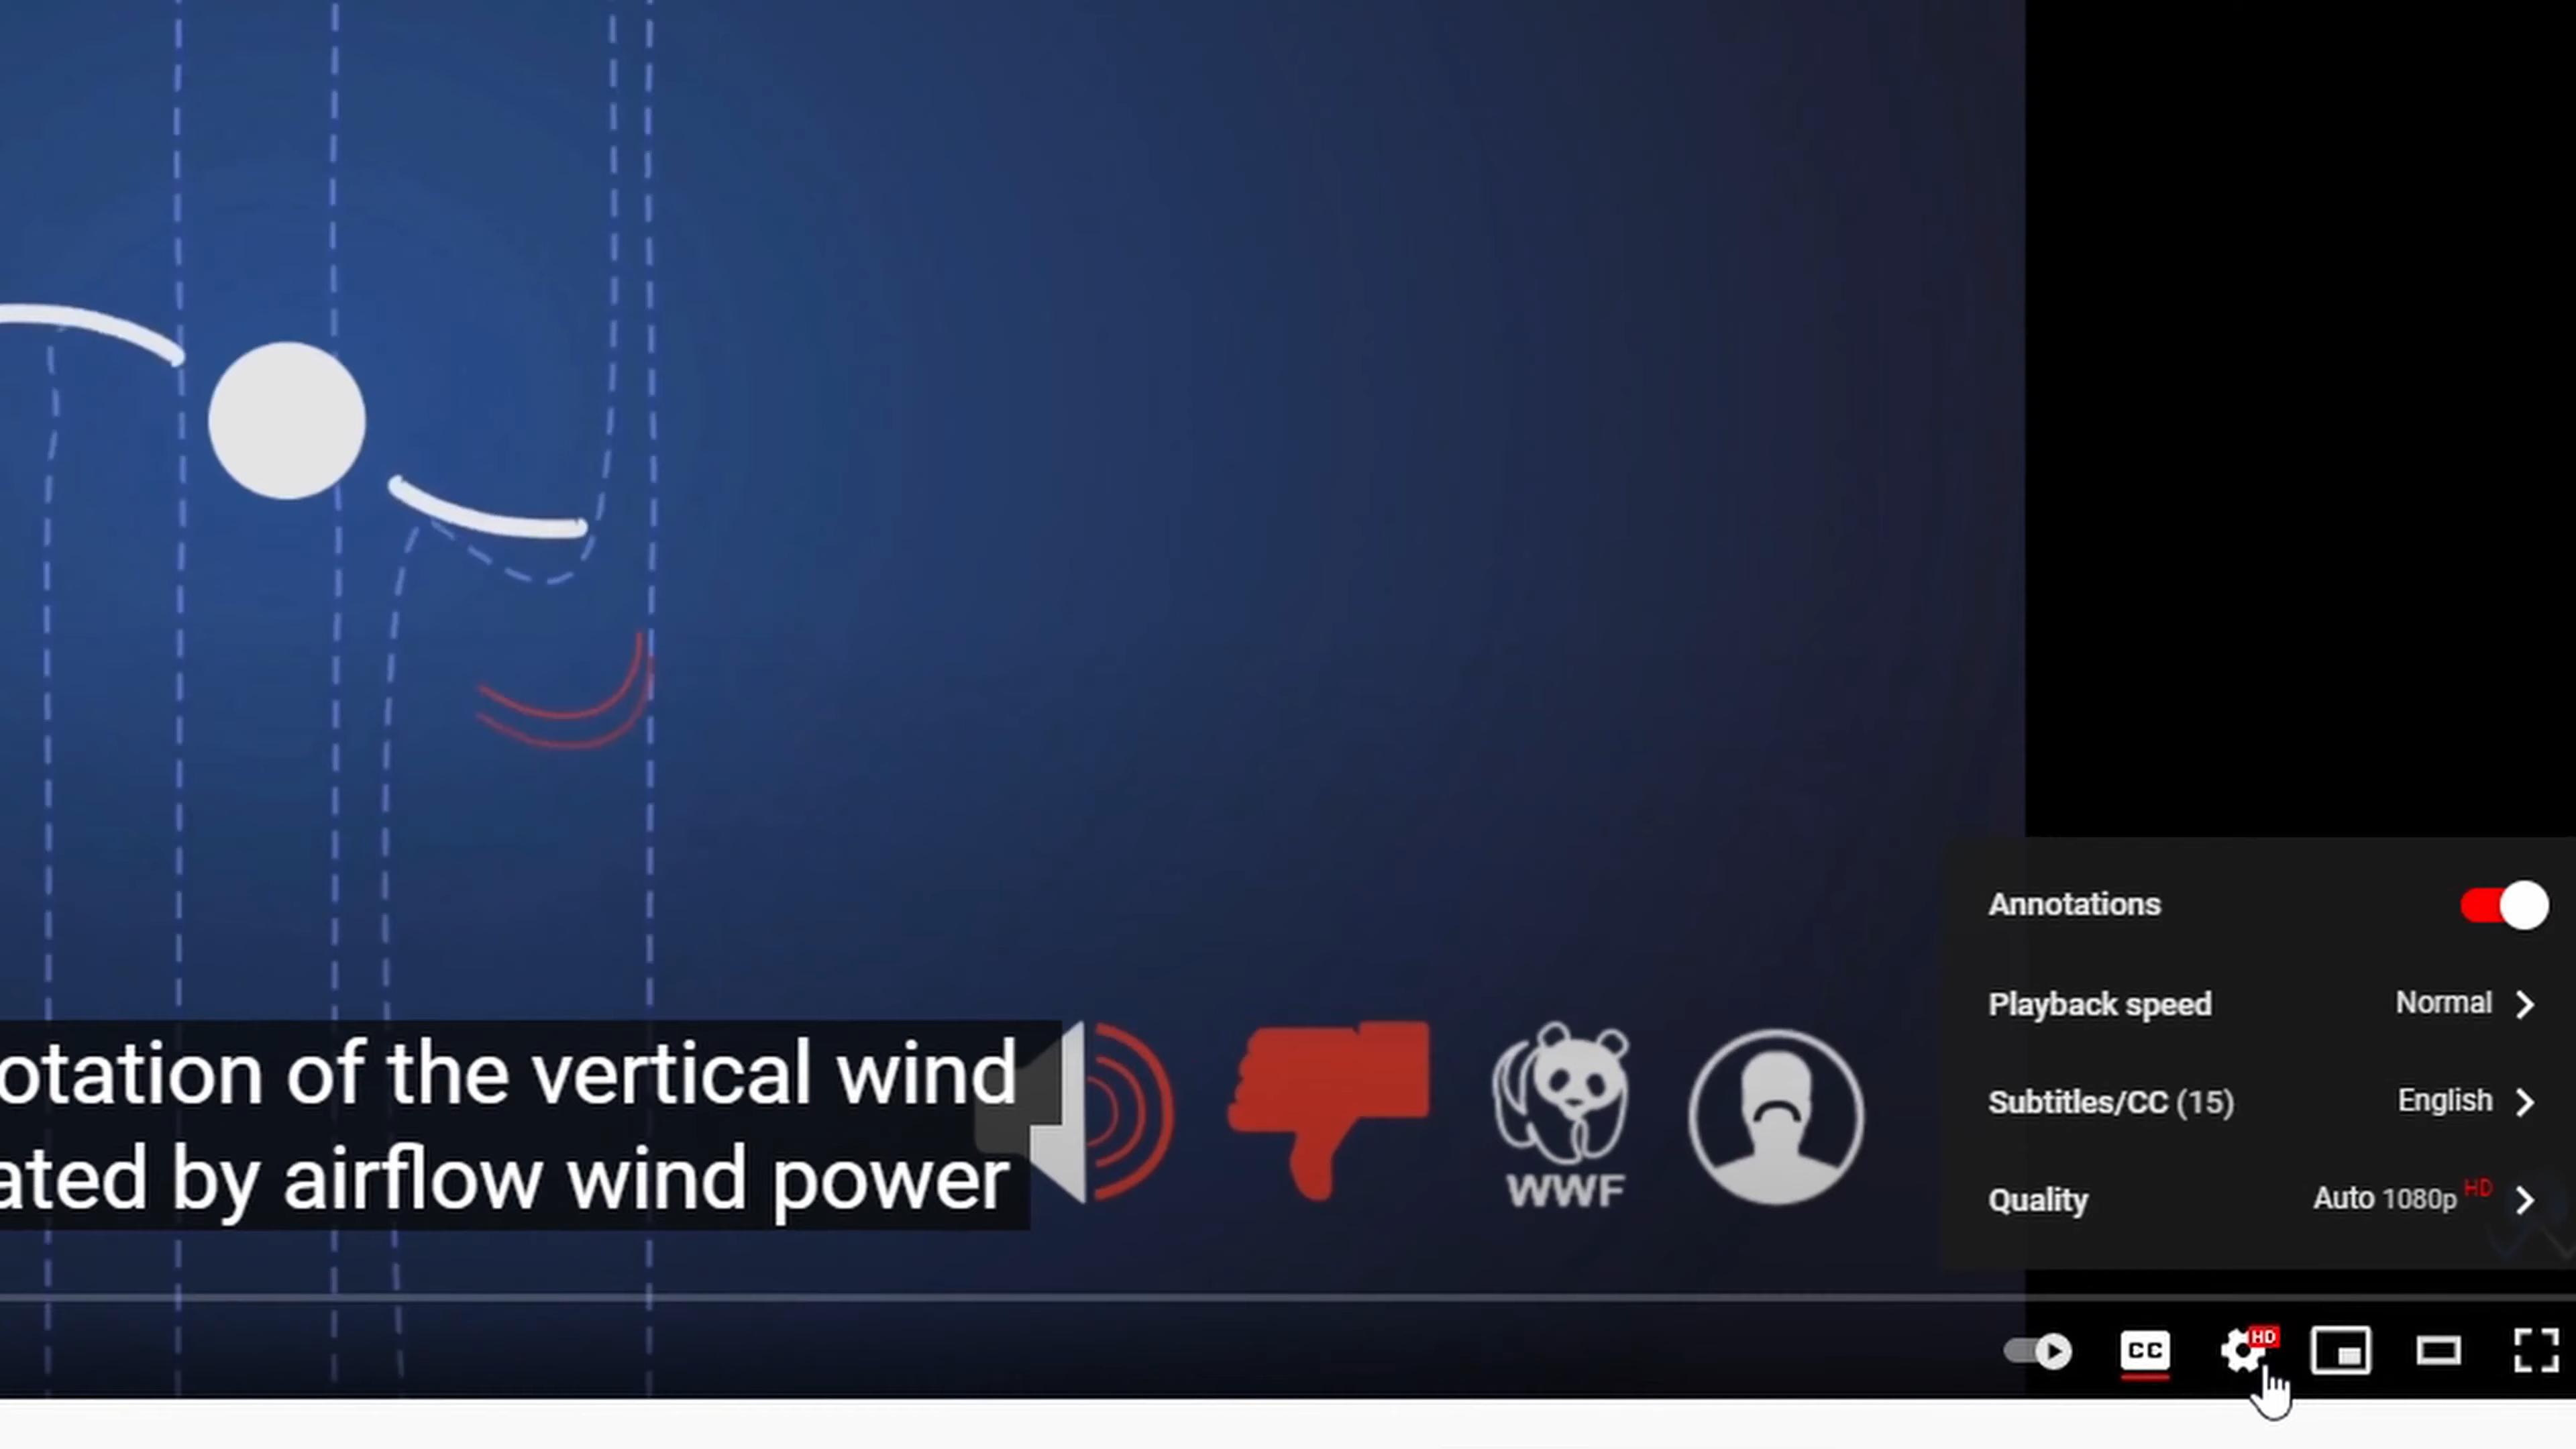 Annotations
Playback speed Normal
otation of the vertical wind
Subtitles/CC (15) English
ated by airflow wind power
WWF
Quality Auto 1080p HD
CC HD